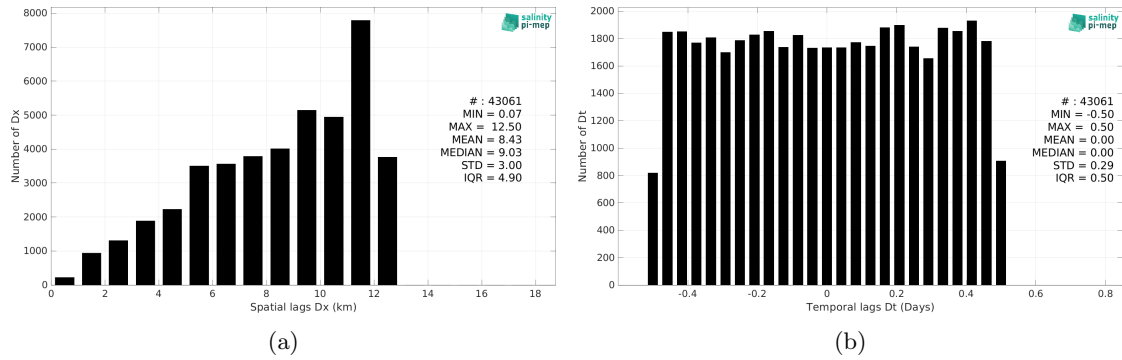 8000
7000
6000
5000
4000
3000
2000
1000
0
Number of Dx
salinity
pi-mep
# : 43061
MIN = 0.07
MAX = 12.50
MEAN = 8.43
MEDIAN = 9.03
STD = 3.00
IQR = 4.90
0 2 4 6 8 10 12 14 16 18
Spatial lags Dx (km)
(a)
2000
1800
1600
1400
1200
1000
800
600
400
200
0
Number of Dt
salinity
pi-mep
# : 43061
MIN = -0.50
MAX = 0.50
MEAN = 0.00
MEDIAN = 0.00
STD = 0.29
IQR = 0.50
-0.4 -0.2 0 0.2 0.4 0.6 0.8
Temporal lags Dt (Days)
(b)